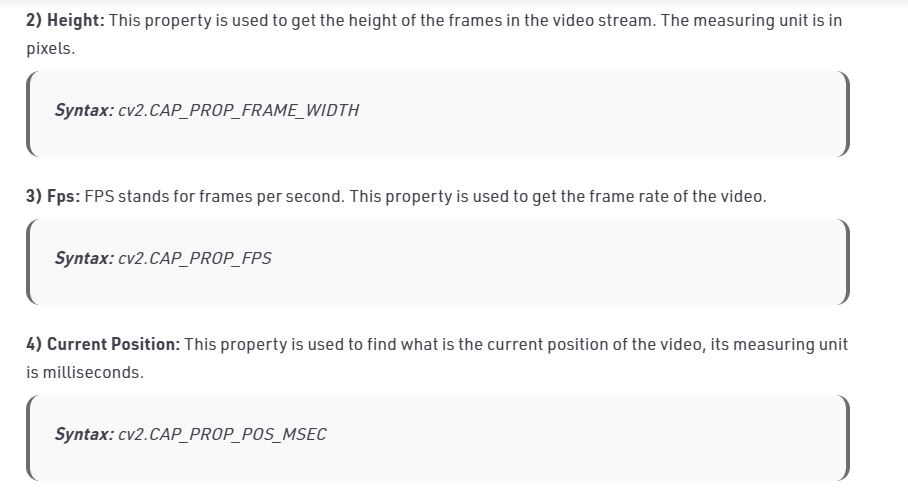 2) Height: This property is used to get the height of the frames in the video stream. The measuring unit is in
pixels.
Syntax: cv2.CAP_PROP_FRAME_WIDTH
3) Fps: FPS stands for frames per second. This property is used to get the frame rate of the video.
Syntax: cv2.CAP_PROP_FPS
4) Current Position: This property is used to find what is the current position of the video, its measuring unit
is milliseconds.
Syntax: cv2.CAP_PROP_POS_MSEC